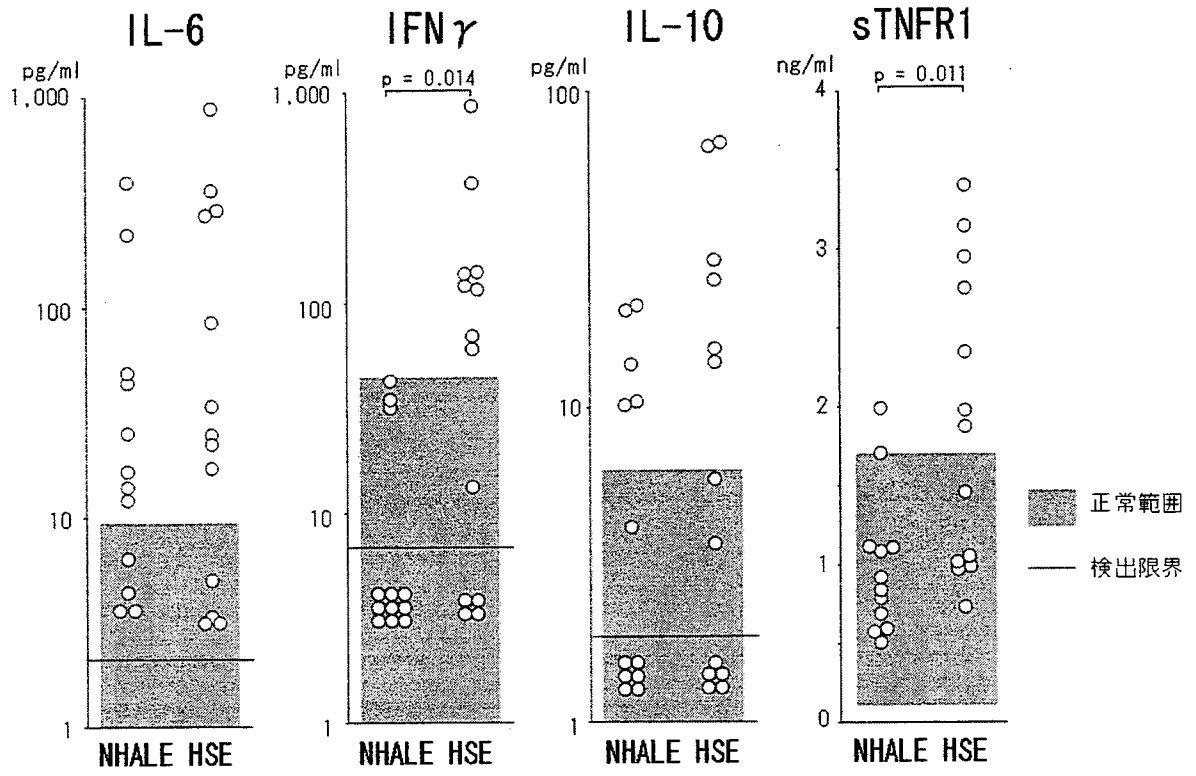 IL-6
pg/ml
1,000
100
10
1
NHALE HSE
IFNγ
pg/ml
p = 0.014
1,000
100
10
1
NHALE HSE
IL-10
pg/ml
100
10
1
NHALE HSE
sTNFR1
ng/ml
p = 0.011
4
3
2
1
0
NHALE HSE
正常範囲
検出限界